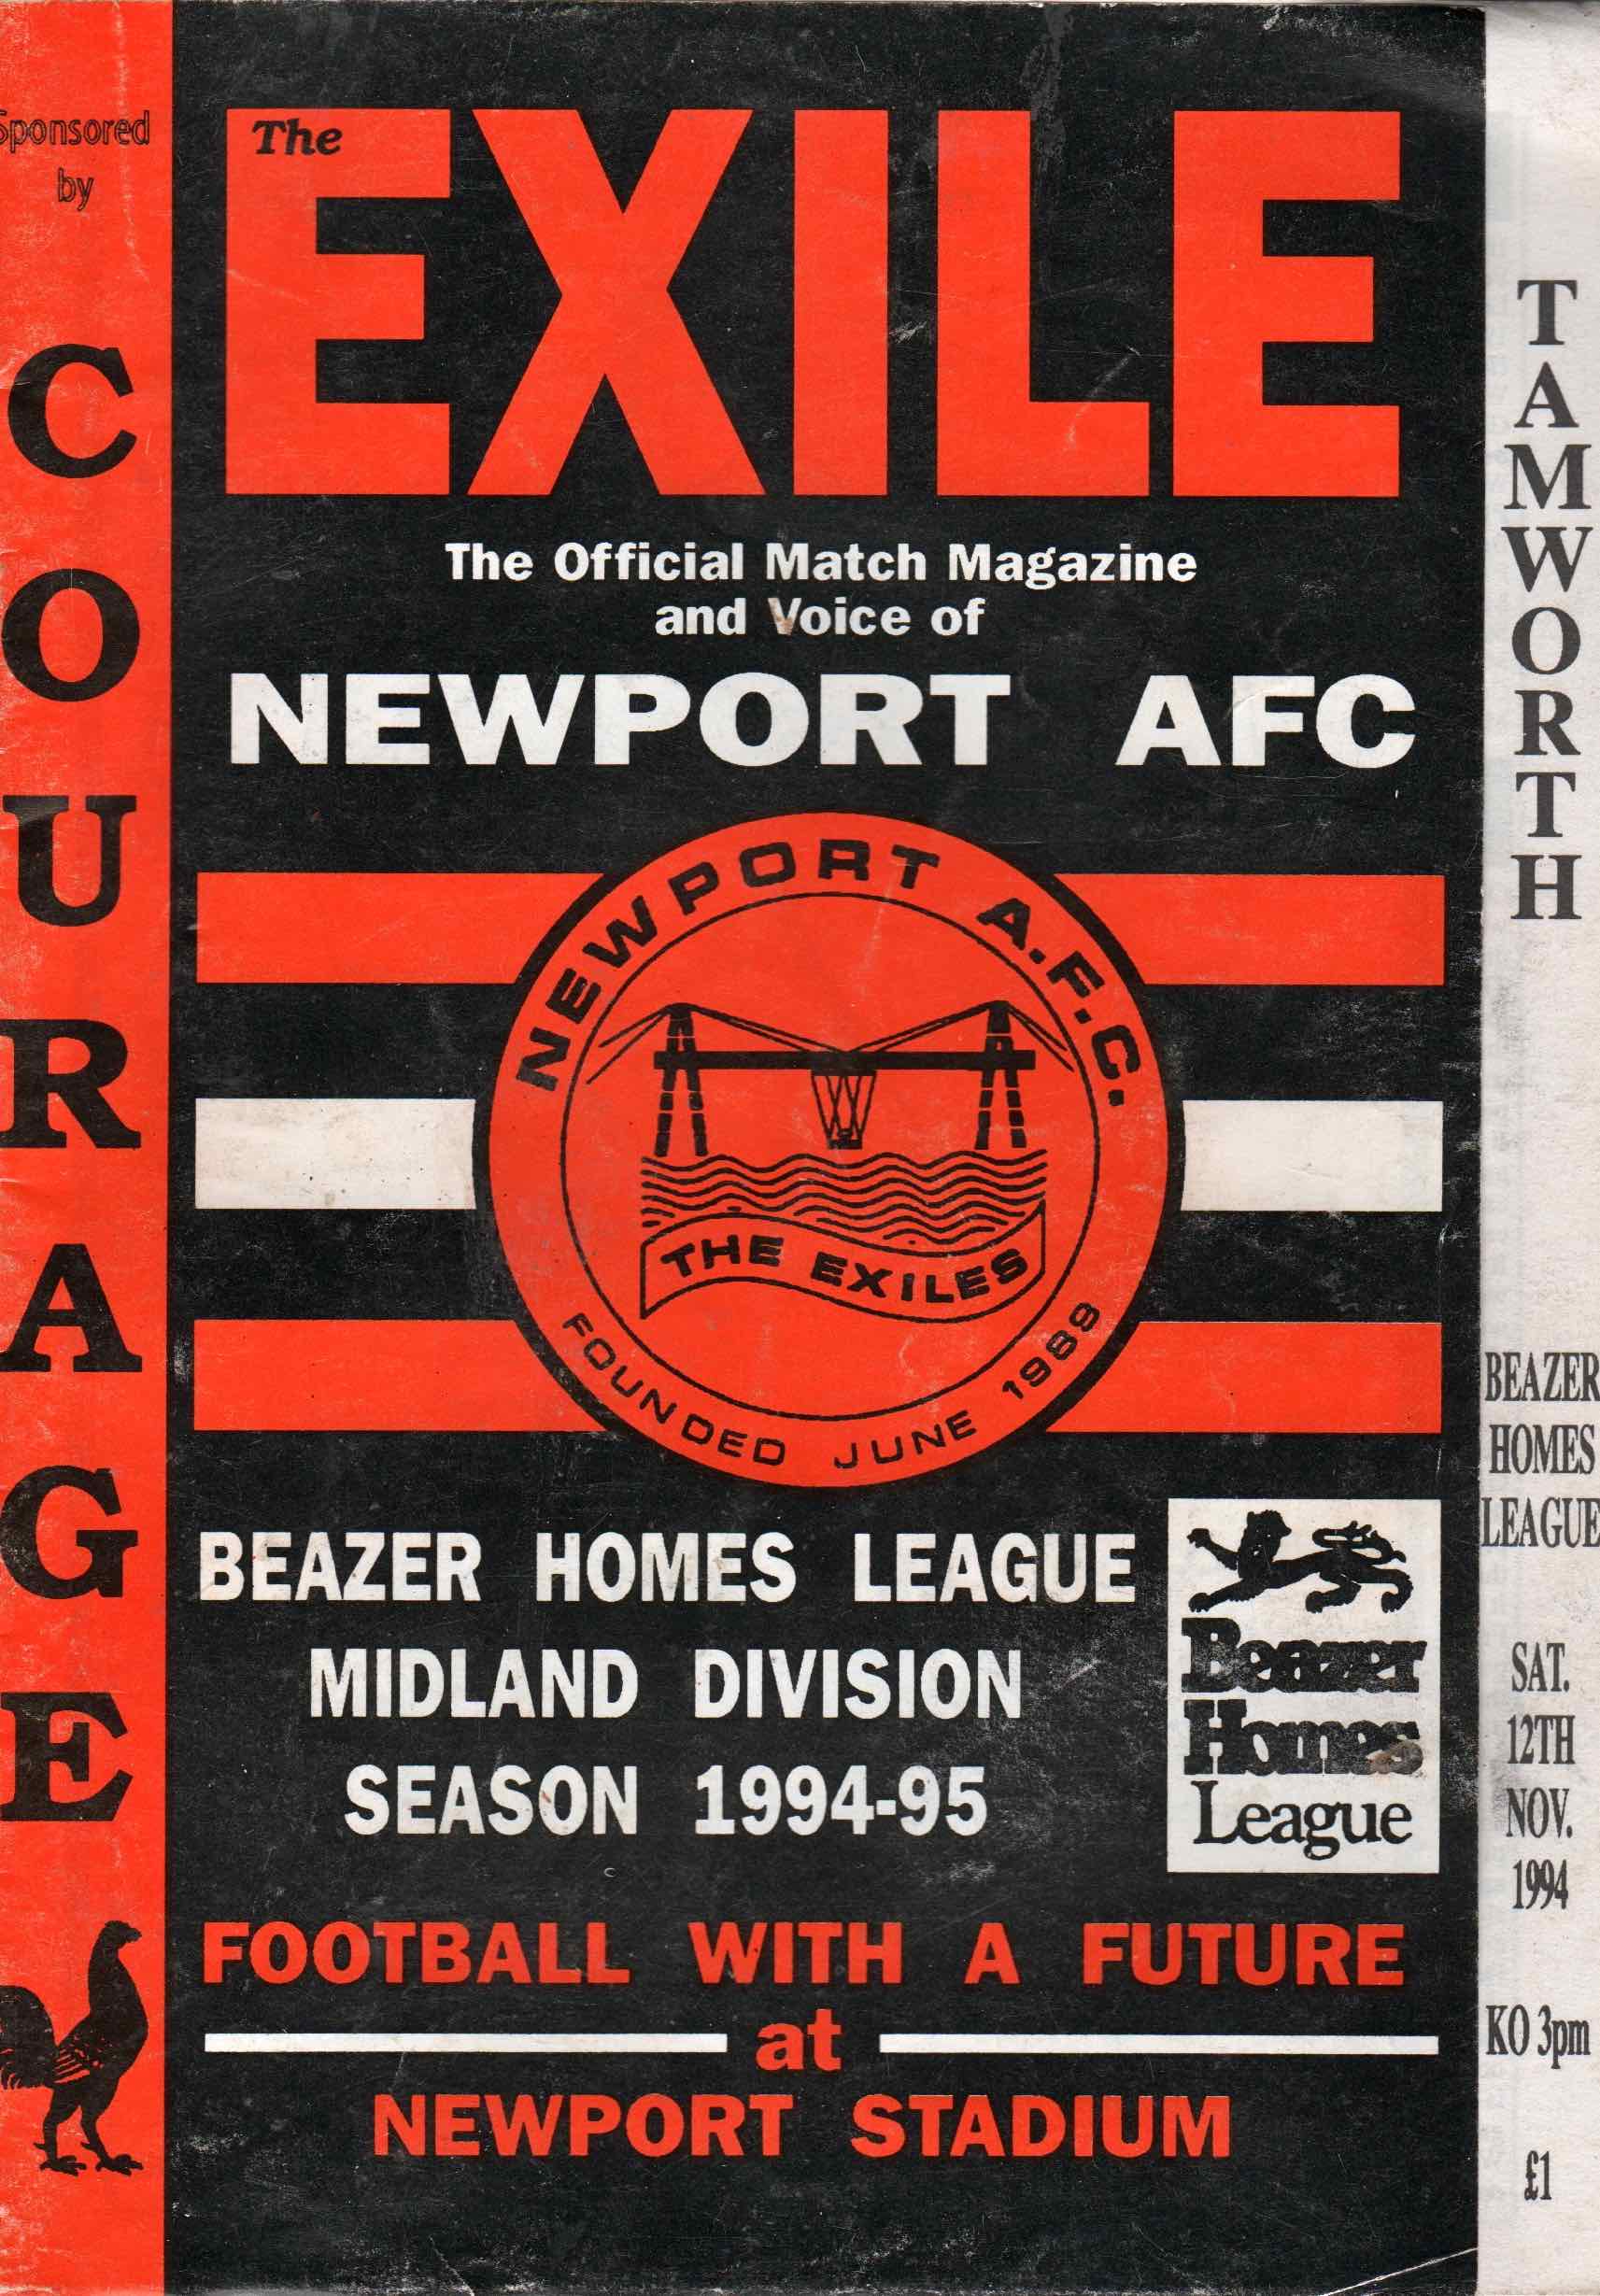 Sponsored
by
COURAGE
The
EXILE
The Official Match Magazine
and Voice of
NEWPORT AFC
NEWPORT A.F.C.
THE EXILES
FOUNDED JUNE 1989
BEAZER HOMES LEAGUE
MIDLAND DIVISION
SEASON 1994-95
Beazer
Homes
League
FOOTBALL WITH A FUTURE
at
NEWPORT STADIUM
TAMWORTH
BEAZER
HOMES
LEAGUE
SAT.
12TH
NOV.
1994
KO 3pm
£1